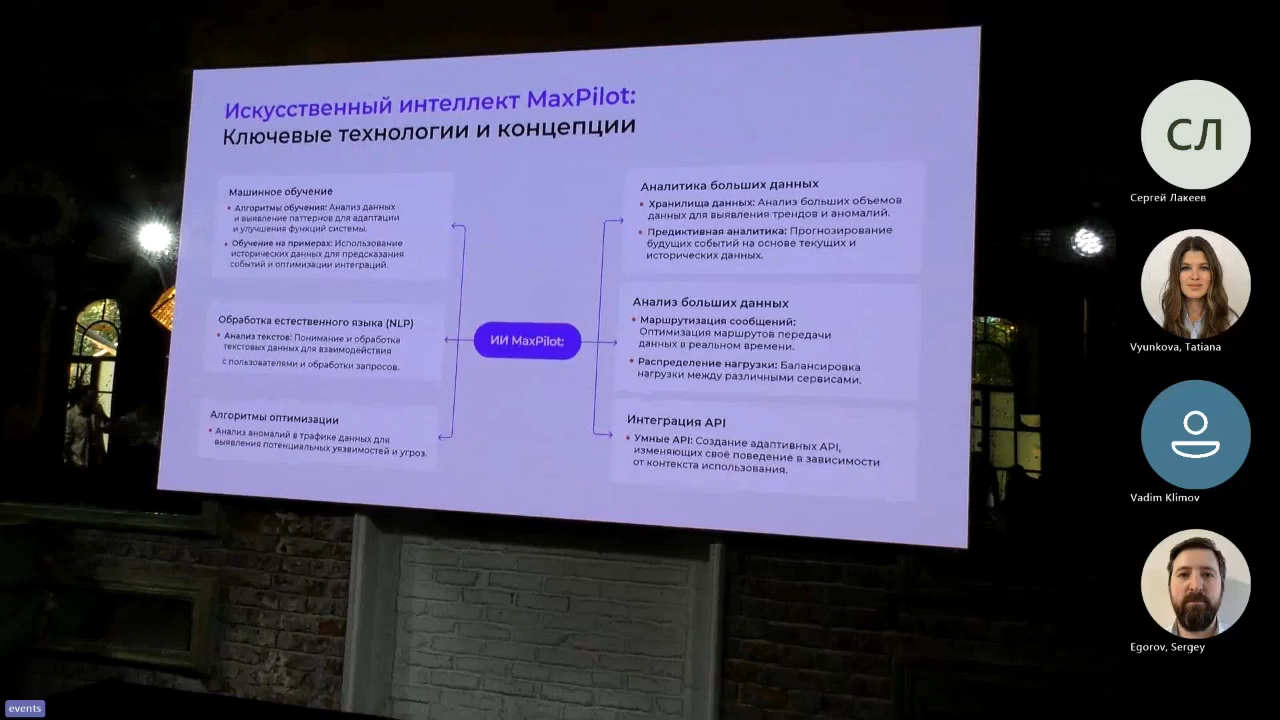 Искусственный интеллект MaxPilot:
Ключевые технологии и концепции
Машинное обучение
• Алгоритмы обучения: Анализ данных
и выявление паттернов для адаптации
и улучшения функций системы.
• Обучение на примерах: Использование
исторических данных для предсказания
событий и оптимизации интеграций.
Обработка естественного языка (NLP)
• Анализ текстов: Понимание и обработка
текстовых данных для взаимодействия
с пользователями и обработки запросов.
Алгоритмы оптимизации
• Анализ аномалий в трафике данных для
выявления потенциальных уязвимостей и угроз.
ИИ MaxPilot:
Аналитика больших данных
• Хранилища данных: Анализ больших объемов
данных для выявления трендов и аномалий.
• Предиктивная аналитика: Прогнозирование
будущих событий на основе текущих и
исторических данных.
Анализ больших данных
• Маршрутизация сообщений:
Оптимизация маршрутов передачи
данных в реальном времени.
• Распределение нагрузки: Балансировка
нагрузки между различными сервисами.
Интеграция API
• Умные API: Создание адаптивных API,
изменяющих своё поведение в зависимости
от контекста использования.
СЛ
Сергей Лакеев
Vyunkova, Tatiana
Vadim Klimov
Egorov, Sergey
events